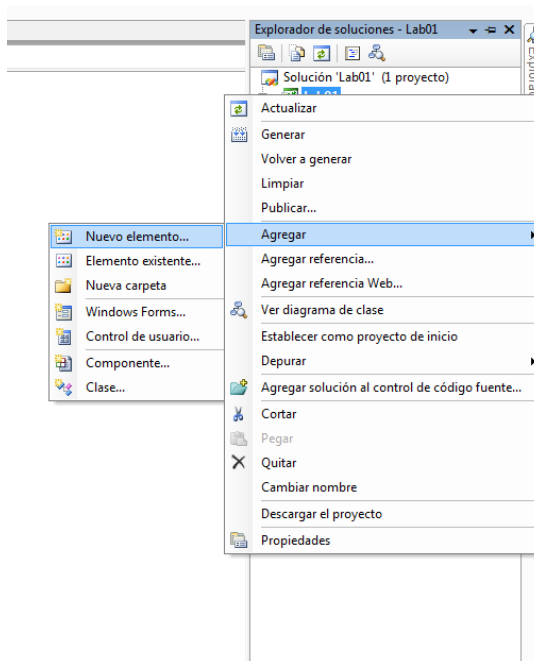 Explorador de soluciones - Lab01
Solución 'Lab01' (1 proyecto)
Lab01
Actualizar
Generar
Volver a generar
Limpiar
Publicar...
Agregar
Agregar referencia...
Agregar referencia Web...
Ver diagrama de clase
Establecer como proyecto de inicio
Depurar
Agregar solución al control de código fuente...
Cortar
Pegar
Quitar
Cambiar nombre
Descargar el proyecto
Propiedades
Nuevo elemento...
Elemento existente...
Nueva carpeta
Windows Forms...
Control de usuario...
Componente...
Clase...